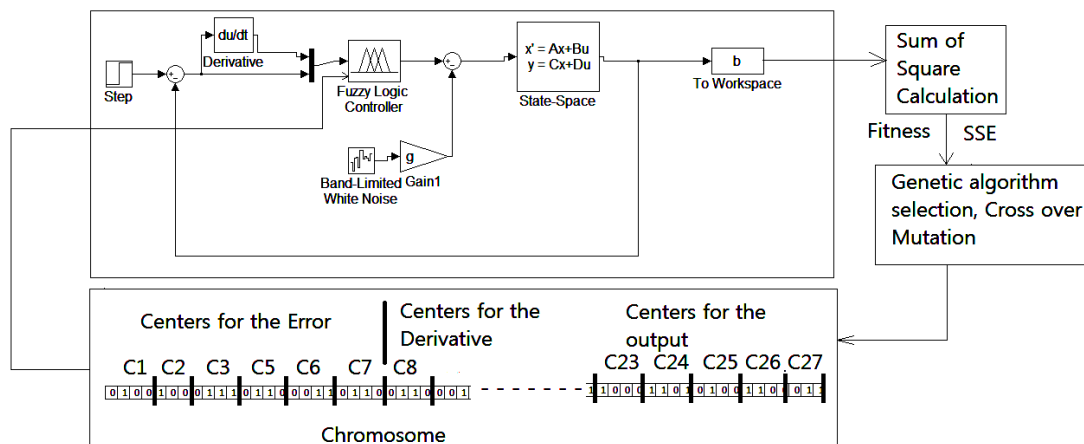 du/dt
Derivative
Step
Fuzzy Logic
Controller
x' = Ax+Bu
y = Cx+Du
State-Space
b
To Workspace
Sum of
Square
Calculation
Fitness SSE
Band-Limited
White Noise
g
Gain1
Genetic algorithm
selection, Cross over
Mutation
Centers for the Error
Centers for the
Derivative
Centers for the
output
C1 C2 C3 C5 C6 C7 C8
C23 C24 C25 C26 C27
Chromosome